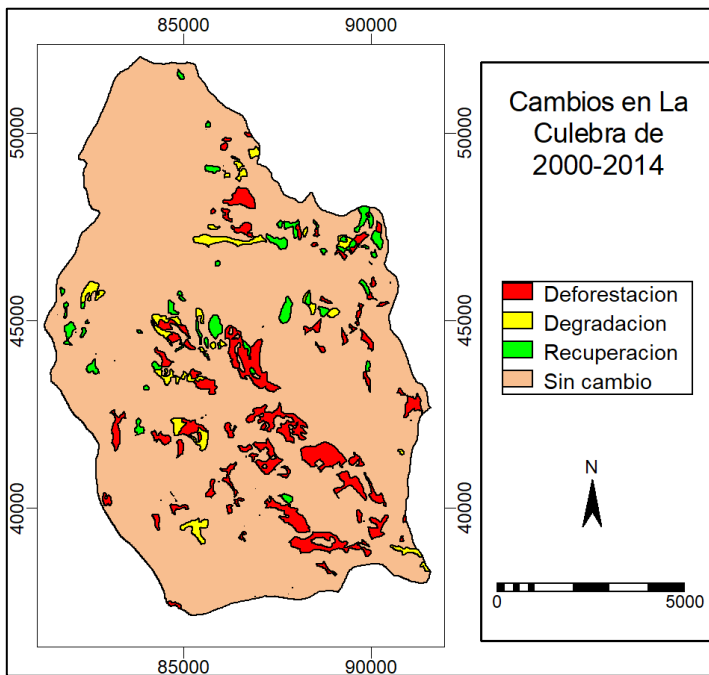 85000 90000
50000
45000
40000
50000
45000
40000
85000 90000
Cambios en La
Culebra de
2000-2014
Deforestacion
Degradacion
Recuperacion
Sin cambio
N
0 5000